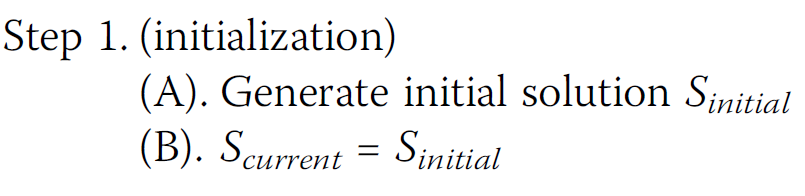 Step 1. (initialization)
(A). Generate initial solution S_initial
(B). S_current = S_initial